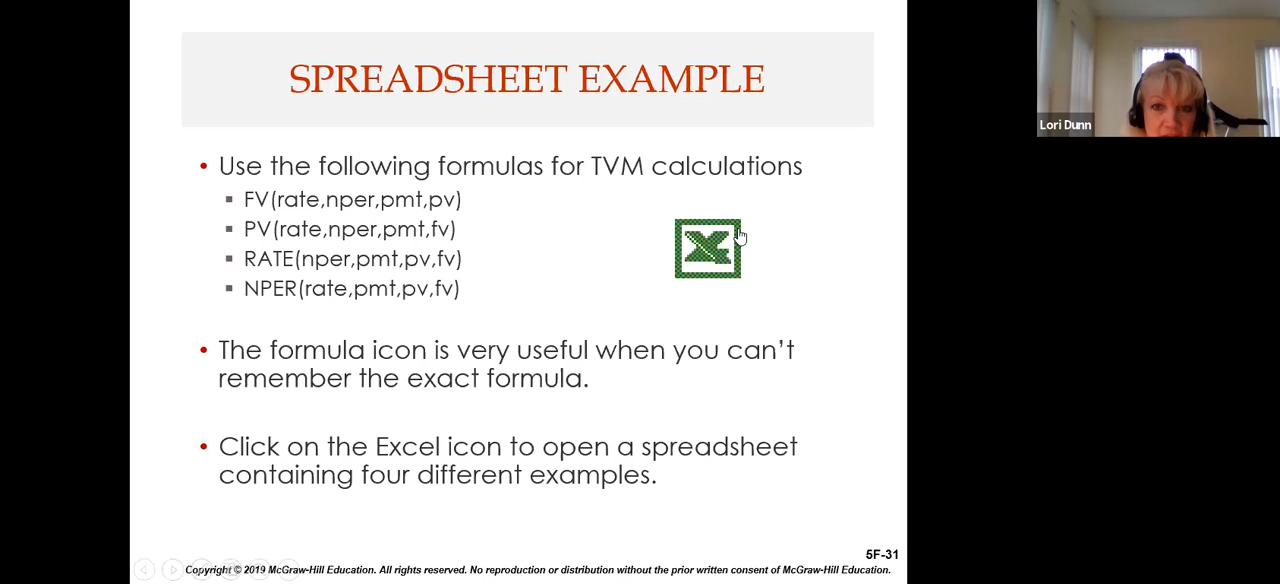 SPREADSHEET EXAMPLE
Lori Dunn
• Use the following formulas for TVM calculations
▪ FV(rate,nper,pmt,pv)
▪ PV(rate,nper,pmt,fv)
▪ RATE(nper,pmt,pv,fv)
▪ NPER(rate,pmt,pv,fv)
• The formula icon is very useful when you can’t
remember the exact formula.
• Click on the Excel icon to open a spreadsheet
containing four different examples.
5F-31
Copyright © 2019 McGraw-Hill Education. All rights reserved. No reproduction or distribution without the prior written consent of McGraw-Hill Education.